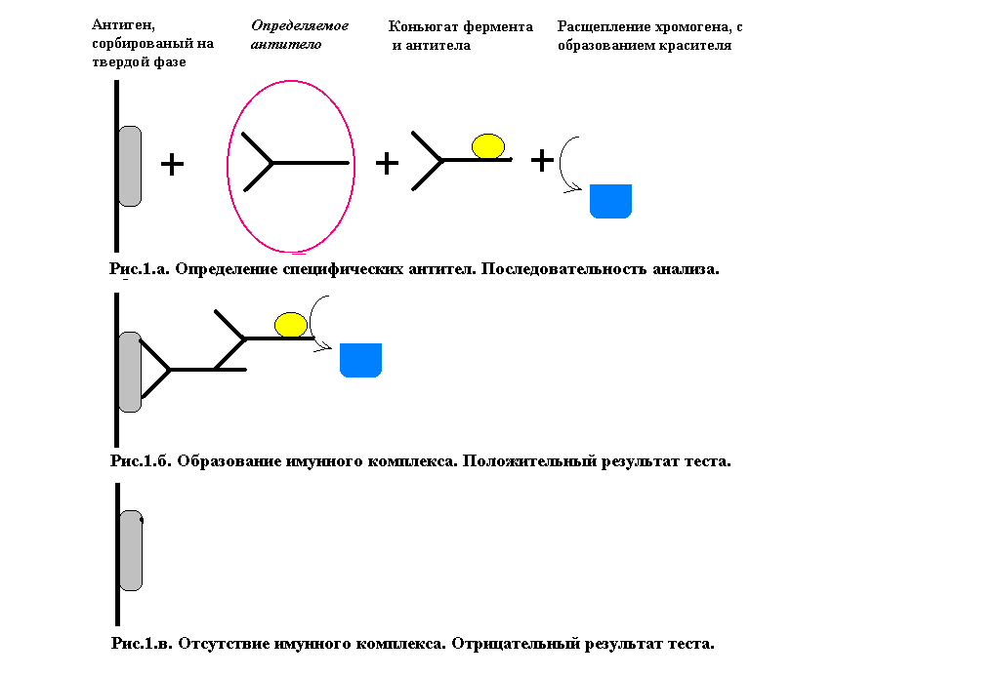 Антиген,
сорбированый на
твердой фазе
Определяемое
антитело
Коньюгат фермента
и антитела
Расщепление хромогена, с
образованием красителя
+ + +
Рис.1.а. Определение специфических антител. Последовательность анализа.
Рис.1.б. Образование имунного комплекса. Положительный результат теста.
Рис.1.в. Отсутствие имунного комплекса. Отрицательный результат теста.